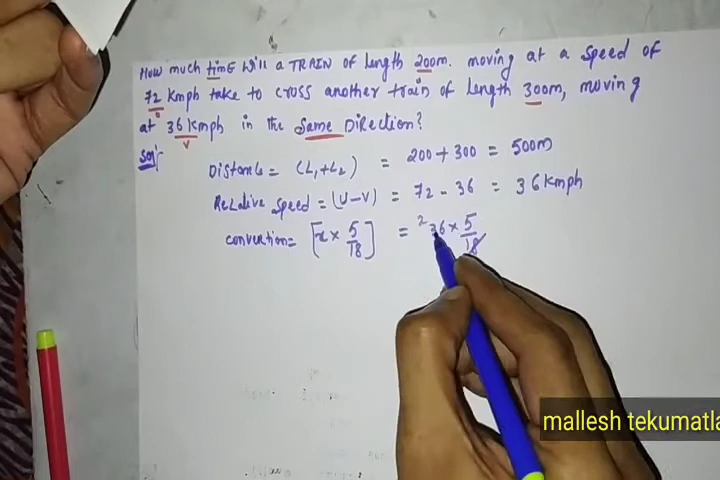 How much timE will a TRAIN of length 200m. moving at a speed of
72 Kmph take to cross another train of Length 300m, moving
at 36 Kmph in the Same DirecTion?
Sol:-
DisTance = (L1+L2) = 200+300 = 500m
ReLaTive Speed = (U-V) = 72 - 36 = 36 Kmph
convertion = [x × 5/18] = 2 36 × 5/18
mallesh tekumatla